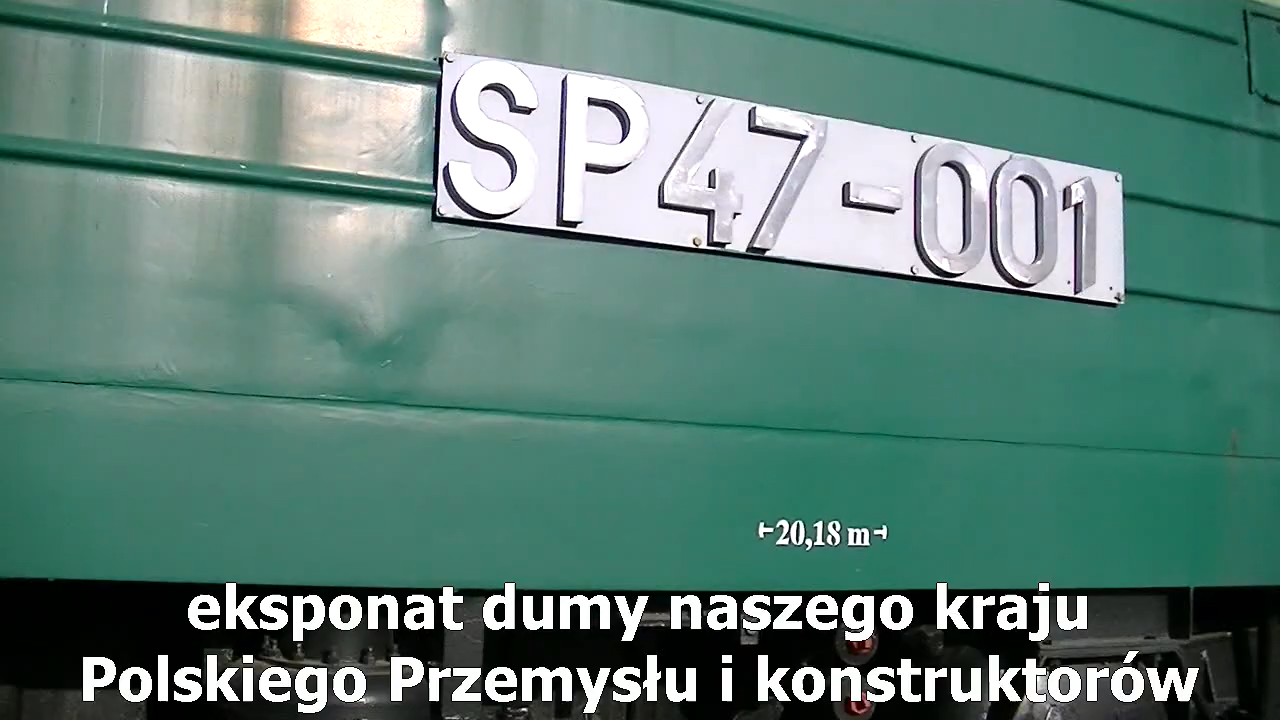 SP47-001
20,18 m
eksponat dumy naszego kraju
Polskiego Przemysłu i konstruktorów